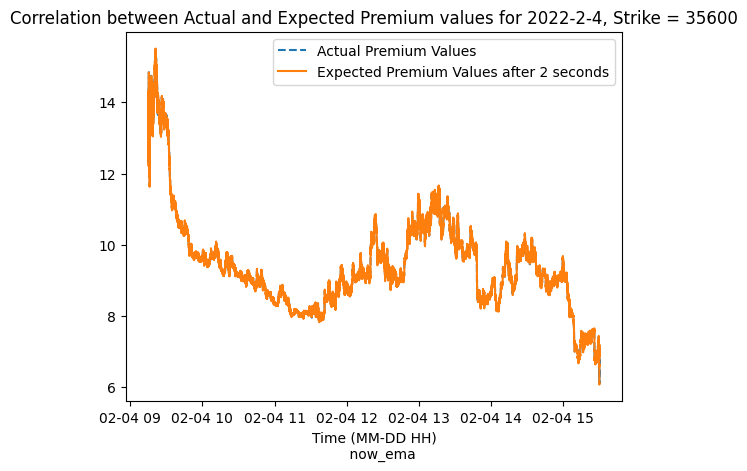 Correlation between Actual and Expected Premium values for 2022-2-4, Strike = 35600
Actual Premium Values
Expected Premium Values after 2 seconds
14
12
10
8
6
02-04 09 02-04 10 02-04 11 02-04 12 02-04 13 02-04 14 02-04 15
Time (MM-DD HH)
now_ema